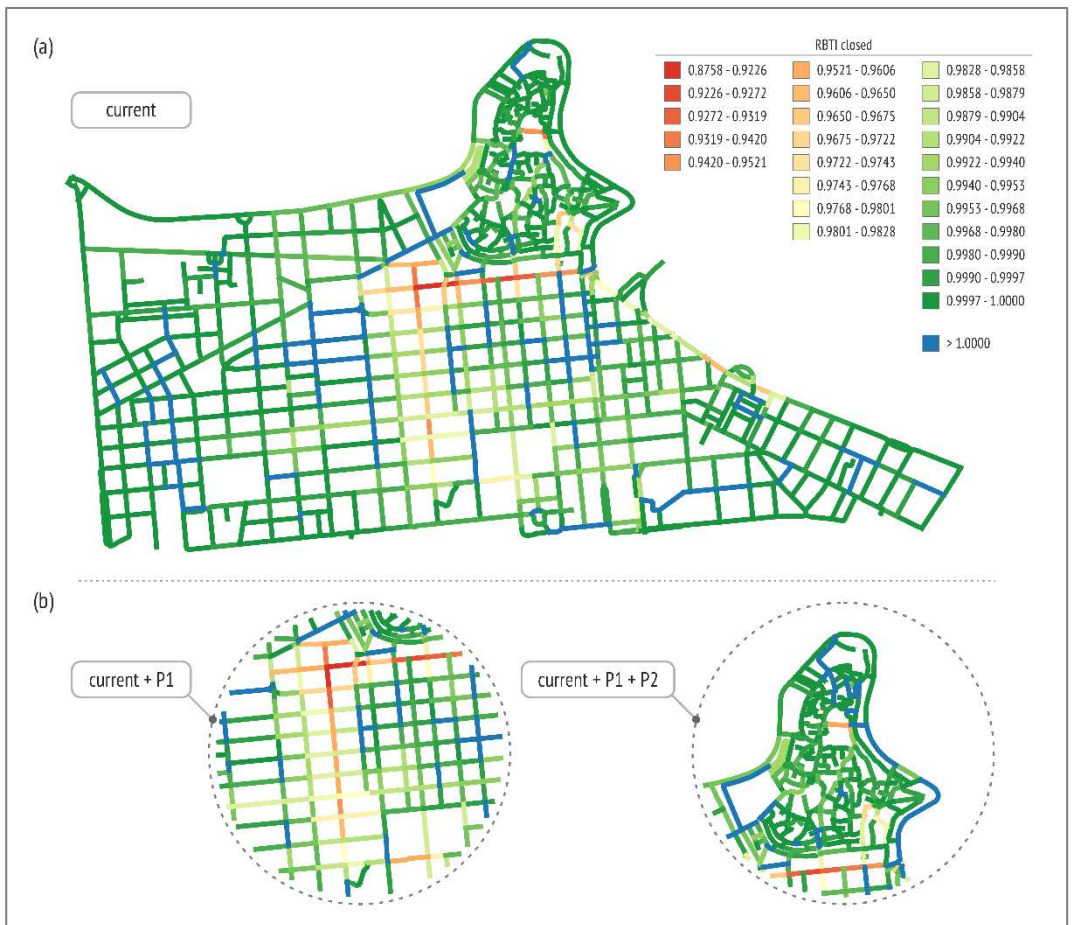 (a)
current
RBTI closed
0.8758 - 0.9226
0.9226 - 0.9272
0.9272 - 0.9319
0.9319 - 0.9420
0.9420 - 0.9521
0.9521 - 0.9606
0.9606 - 0.9650
0.9650 - 0.9675
0.9675 - 0.9722
0.9722 - 0.9743
0.9743 - 0.9768
0.9768 - 0.9801
0.9801 - 0.9828
0.9828 - 0.9858
0.9858 - 0.9879
0.9879 - 0.9904
0.9904 - 0.9922
0.9922 - 0.9940
0.9940 - 0.9953
0.9953 - 0.9968
0.9968 - 0.9980
0.9980 - 0.9990
0.9990 - 0.9997
0.9997 - 1.0000
> 1.0000
(b)
current + P1
current + P1 + P2